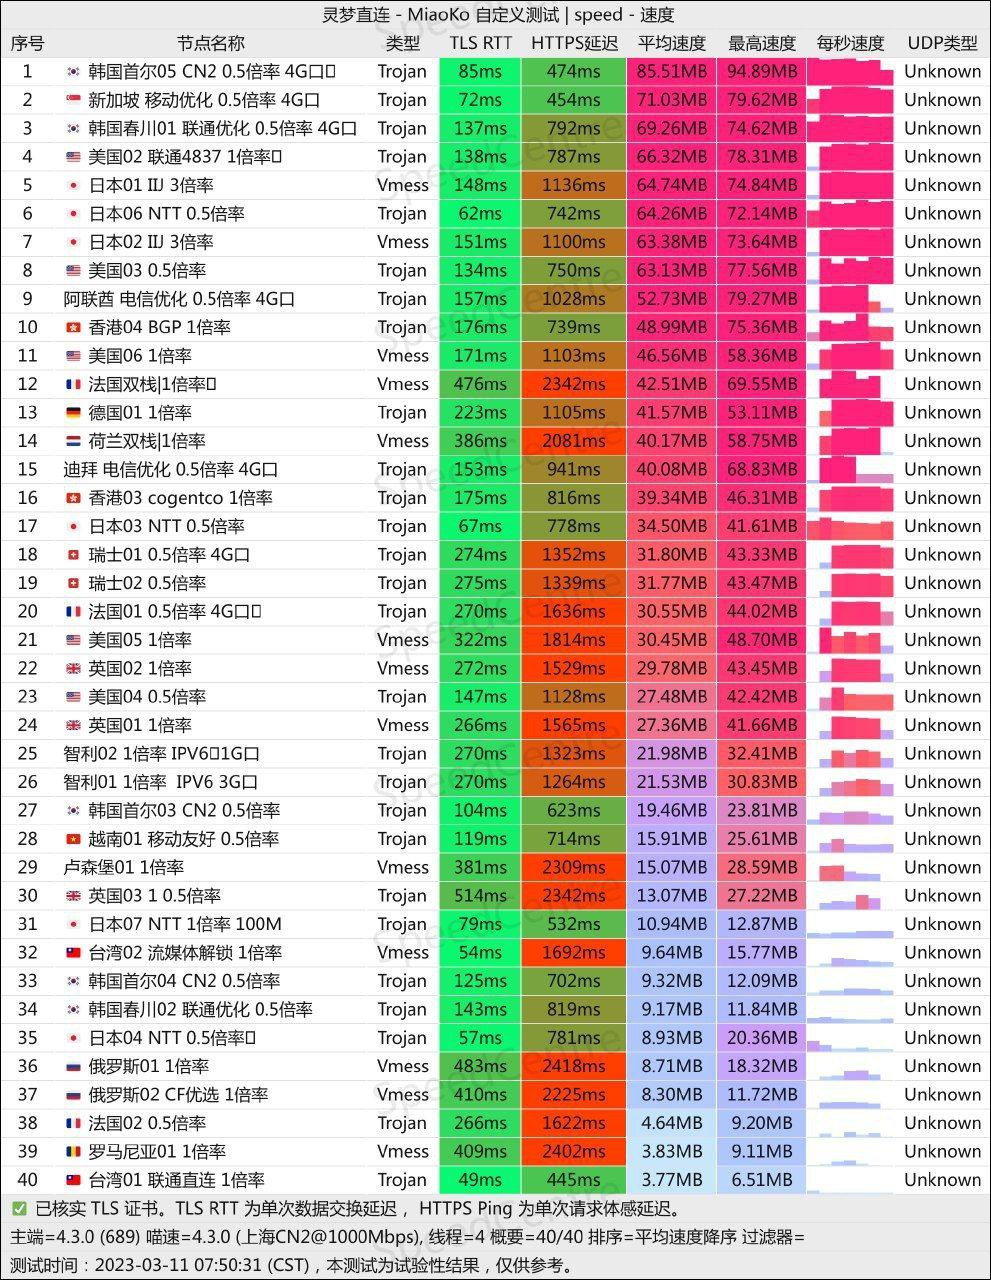 灵梦直连 - MiaoKo 自定义测试 | speed - 速度
序号 节点名称 类型 TLS RTT HTTPS延迟 平均速度 最高速度 每秒速度 UDP类型
1 韩国首尔05 CN2 0.5倍率 4G口 Trojan 85ms 474ms 85.51MB 94.89MB Unknown
2 新加坡 移动优化 0.5倍率 4G口 Trojan 72ms 454ms 71.03MB 79.62MB Unknown
3 韩国春川01 联通优化 0.5倍率 4G口 Trojan 137ms 792ms 69.26MB 74.62MB Unknown
4 美国02 联通4837 1倍率 Trojan 138ms 787ms 66.32MB 78.31MB Unknown
5 日本01 IIJ 3倍率 Vmess 148ms 1136ms 64.74MB 74.84MB Unknown
6 日本06 NTT 0.5倍率 Trojan 62ms 742ms 64.26MB 72.14MB Unknown
7 日本02 IIJ 3倍率 Vmess 151ms 1100ms 63.38MB 73.64MB Unknown
8 美国03 0.5倍率 Trojan 134ms 750ms 63.13MB 77.56MB Unknown
9 阿联酋 电信优化 0.5倍率 4G口 Trojan 157ms 1028ms 52.73MB 79.27MB Unknown
10 香港04 BGP 1倍率 Trojan 176ms 739ms 48.99MB 75.36MB Unknown
11 美国06 1倍率 Vmess 171ms 1103ms 46.56MB 58.36MB Unknown
12 法国双栈|1倍率 Vmess 476ms 2342ms 42.51MB 69.55MB Unknown
13 德国01 1倍率 Trojan 223ms 1105ms 41.57MB 53.11MB Unknown
14 荷兰双栈|1倍率 Vmess 386ms 2081ms 40.17MB 58.75MB Unknown
15 迪拜 电信优化 0.5倍率 4G口 Trojan 153ms 941ms 40.08MB 68.83MB Unknown
16 香港03 cogentco 1倍率 Trojan 175ms 816ms 39.34MB 46.31MB Unknown
17 日本03 NTT 0.5倍率 Trojan 67ms 778ms 34.50MB 41.61MB Unknown
18 瑞士01 0.5倍率 4G口 Trojan 274ms 1352ms 31.80MB 43.33MB Unknown
19 瑞士02 0.5倍率 Trojan 275ms 1339ms 31.77MB 43.47MB Unknown
20 法国01 0.5倍率 4G口 Trojan 270ms 1636ms 30.55MB 44.02MB Unknown
21 美国05 1倍率 Vmess 322ms 1814ms 30.45MB 48.70MB Unknown
22 英国02 1倍率 Vmess 272ms 1529ms 29.78MB 43.45MB Unknown
23 美国04 0.5倍率 Trojan 147ms 1128ms 27.48MB 42.42MB Unknown
24 英国01 1倍率 Vmess 266ms 1565ms 27.36MB 41.66MB Unknown
25 智利02 1倍率 IPV6 1G口 Trojan 270ms 1323ms 21.98MB 32.41MB Unknown
26 智利01 1倍率 IPV6 3G口 Trojan 270ms 1264ms 21.53MB 30.83MB Unknown
27 韩国首尔03 CN2 0.5倍率 Trojan 104ms 623ms 19.46MB 23.81MB Unknown
28 越南01 移动友好 0.5倍率 Trojan 119ms 714ms 15.91MB 25.61MB Unknown
29 卢森堡01 1倍率 Vmess 381ms 2309ms 15.07MB 28.59MB Unknown
30 英国03 1 0.5倍率 Trojan 514ms 2342ms 13.07MB 27.22MB Unknown
31 日本07 NTT 1倍率 100M Trojan 79ms 532ms 10.94MB 12.87MB Unknown
32 台湾02 流媒体解锁 1倍率 Vmess 54ms 1692ms 9.64MB 15.77MB Unknown
33 韩国首尔04 CN2 0.5倍率 Trojan 125ms 702ms 9.32MB 12.09MB Unknown
34 韩国春川02 联通优化 0.5倍率 Trojan 143ms 819ms 9.17MB 11.84MB Unknown
35 日本04 NTT 0.5倍率 Trojan 57ms 781ms 8.93MB 20.36MB Unknown
36 俄罗斯01 1倍率 Vmess 483ms 2418ms 8.71MB 18.32MB Unknown
37 俄罗斯02 CF优选 1倍率 Vmess 410ms 2225ms 8.30MB 11.72MB Unknown
38 法国02 0.5倍率 Trojan 266ms 1622ms 4.64MB 9.20MB Unknown
39 罗马尼亚01 1倍率 Vmess 409ms 2402ms 3.83MB 9.11MB Unknown
40 台湾01 联通直连 1倍率 Trojan 49ms 445ms 3.77MB 6.51MB Unknown
✅ 已核实 TLS 证书。TLS RTT 为单次数据交换延迟， HTTPS Ping 为单次请求体感延迟。
主端=4.3.0 (689) 喵速=4.3.0 (上海CN2@1000Mbps), 线程=4 概要=40/40 排序=平均速度降序 过滤器=
测试时间：2023-03-11 07:50:31 (CST)，本测试为试验性结果，仅供参考。
SpeedCentre